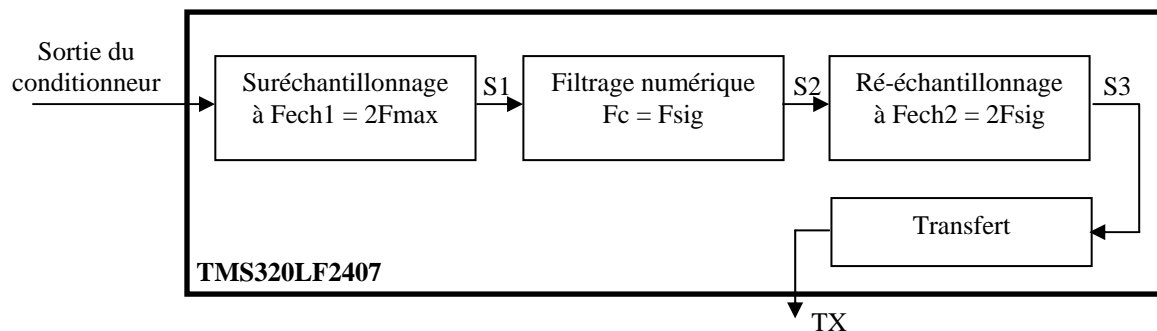 Sortie du
conditionneur
Suréchantillonnage
à Fech1 = 2Fmax
S1
Filtrage numérique
Fc = Fsig
S2
Ré-échantillonnage
à Fech2 = 2Fsig
S3
Transfert
TMS320LF2407
TX